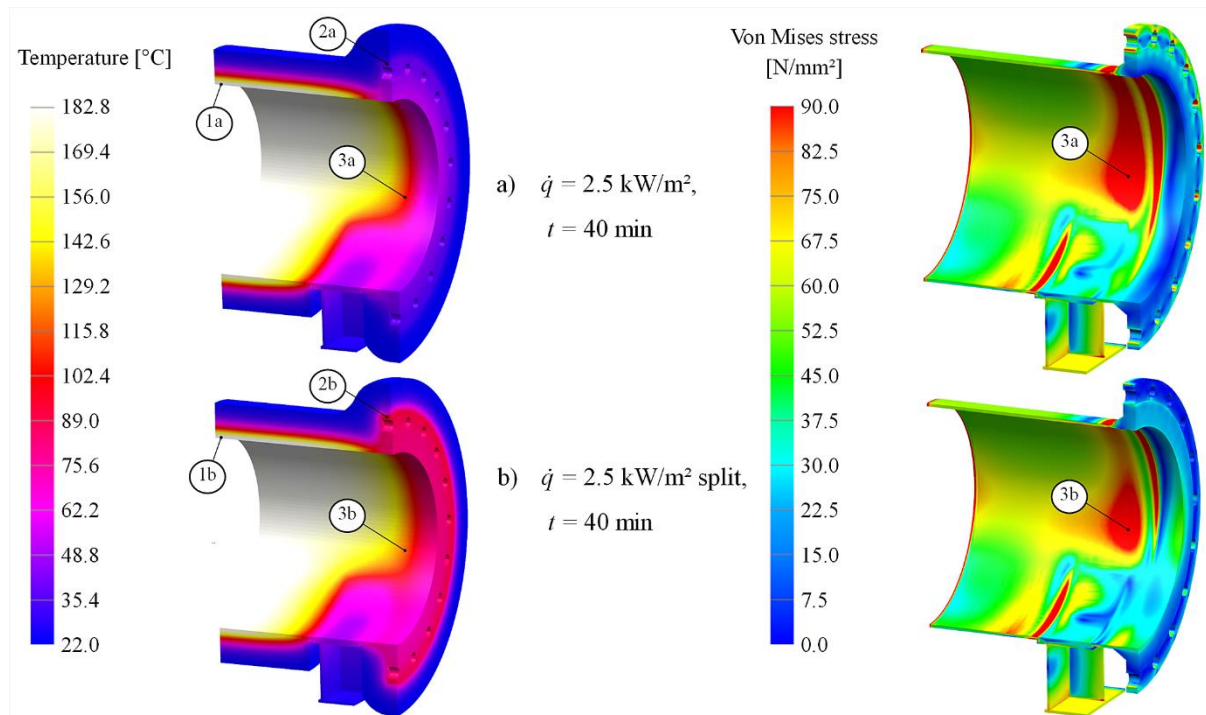 Temperature [°C]
182.8
169.4
156.0
142.6
129.2
115.8
102.4
89.0
75.6
62.2
48.8
35.4
22.0
2a
1a
3a
a) q̇ = 2.5 kW/m²,
t = 40 min
2b
1b
3b
b) q̇ = 2.5 kW/m² split,
t = 40 min
Von Mises stress
[N/mm²]
90.0
82.5
75.0
67.5
60.0
52.5
45.0
37.5
30.0
22.5
15.0
7.5
0.0
3a
3b